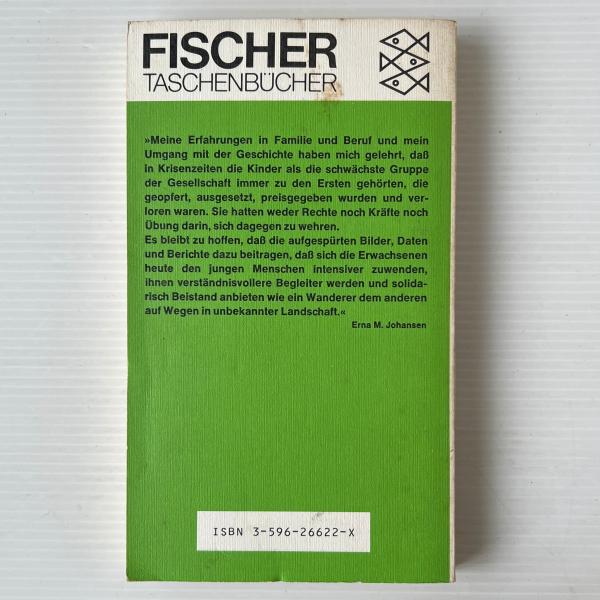 FISCHER
TASCHENBÜCHER
»Meine Erfahrungen in Familie und Beruf und mein
Umgang mit der Geschichte haben mich gelehrt, daß
in Krisenzeiten die Kinder als die schwächste Gruppe
der Gesellschaft immer zu den Ersten gehörten, die
geopfert, ausgesetzt, preisgegeben wurden und ver-
loren waren. Sie hatten weder Rechte noch Kräfte noch
Übung darin, sich dagegen zu wehren.
Es bleibt zu hoffen, daß die aufgespürten Bilder, Daten
und Berichte dazu beitragen, daß sich die Erwachsenen
heute den jungen Menschen intensiver zuwenden,
ihnen verständnisvollere Begleiter werden und solida-
risch Beistand anbieten wie ein Wanderer dem anderen
auf Wegen in unbekannter Landschaft.«
Erna M. Johansen
ISBN 3-596-26622-X